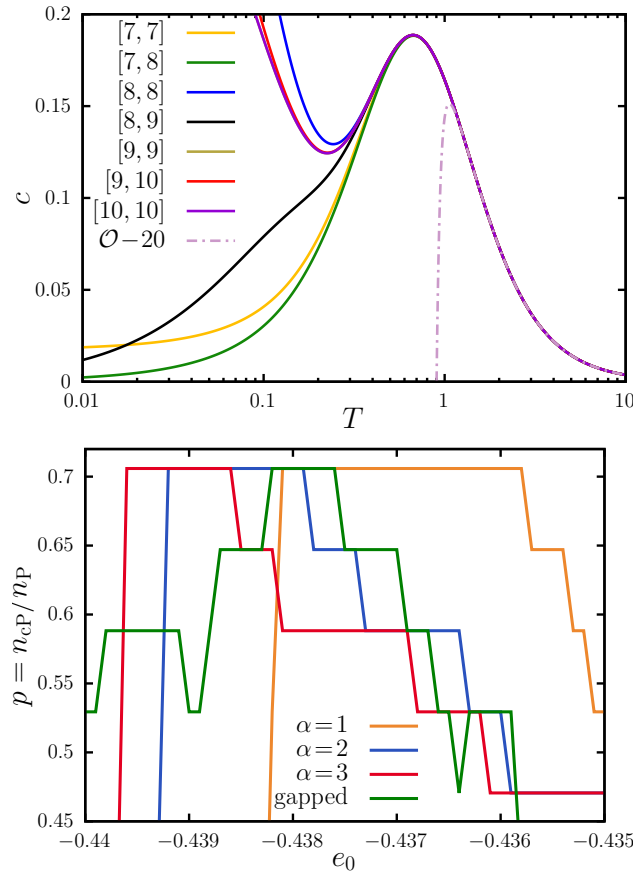 0.2
0.15
0.1
0.05
0
c
[7, 7]
[7, 8]
[8, 8]
[8, 9]
[9, 9]
[9, 10]
[10, 10]
𝒪−20
0.01 0.1 1 10
T
0.7
0.65
0.6
0.55
0.5
0.45
p = n_cP/n_P
α=1
α=2
α=3
gapped
−0.44 −0.439 −0.438 −0.437 −0.436 −0.435
e_0